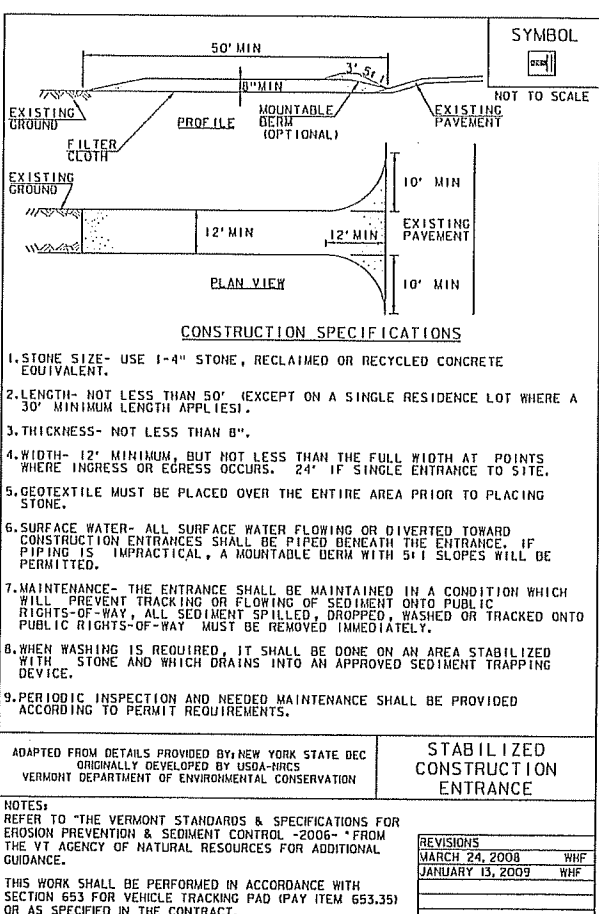 SYMBOL
50' MIN
3' 5:1
8"MIN
NOT TO SCALE
EXISTING
GROUND
PROFILE
MOUNTABLE
BERM
(OPTIONAL)
EXISTING
PAVEMENT
FILTER
CLOTH
EXISTING
GROUND
10' MIN
12' MIN
12' MIN
EXISTING
PAVEMENT
PLAN VIEW
10' MIN
CONSTRUCTION SPECIFICATIONS
1.STONE SIZE- USE 1-4" STONE, RECLAIMED OR RECYCLED CONCRETE
EQUIVALENT.
2.LENGTH- NOT LESS THAN 50' (EXCEPT ON A SINGLE RESIDENCE LOT WHERE A
30' MINIMUM LENGTH APPLIES).
3.THICKNESS- NOT LESS THAN 8".
4.WIDTH- 12' MINIMUM, BUT NOT LESS THAN THE FULL WIDTH AT POINTS
WHERE INGRESS OR EGRESS OCCURS. 24' IF SINGLE ENTRANCE TO SITE.
5.GEOTEXTILE MUST BE PLACED OVER THE ENTIRE AREA PRIOR TO PLACING
STONE.
6.SURFACE WATER- ALL SURFACE WATER FLOWING OR DIVERTED TOWARD
CONSTRUCTION ENTRANCES SHALL BE PIPED BENEATH THE ENTRANCE. IF
PIPING IS IMPRACTICAL, A MOUNTABLE BERM WITH 5:1 SLOPES WILL BE
PERMITTED.
7.MAINTENANCE- THE ENTRANCE SHALL BE MAINTAINED IN A CONDITION WHICH
WILL PREVENT TRACKING OR FLOWING OF SEDIMENT ONTO PUBLIC
RIGHTS-OF-WAY, ALL SEDIMENT SPILLED, DROPPED, WASHED OR TRACKED ONTO
PUBLIC RIGHTS-OF-WAY MUST BE REMOVED IMMEDIATELY.
8.WHEN WASHING IS REQUIRED, IT SHALL BE DONE ON AN AREA STABILIZED
WITH STONE AND WHICH DRAINS INTO AN APPROVED SEDIMENT TRAPPING
DEVICE.
9.PERIODIC INSPECTION AND NEEDED MAINTENANCE SHALL BE PROVIDED
ACCORDING TO PERMIT REQUIREMENTS.
ADAPTED FROM DETAILS PROVIDED BY: NEW YORK STATE DEC
ORIGINALLY DEVELOPED BY USDA-NRCS
VERMONT DEPARTMENT OF ENVIRONMENTAL CONSERVATION
STABILIZED
CONSTRUCTION
ENTRANCE
NOTES:
REFER TO "THE VERMONT STANDARDS & SPECIFICATIONS FOR
EROSION PREVENTION & SEDIMENT CONTROL -2006- "FROM
THE VT AGENCY OF NATURAL RESOURCES FOR ADDITIONAL
GUIDANCE.
THIS WORK SHALL BE PERFORMED IN ACCORDANCE WITH
SECTION 653 FOR VEHICLE TRACKING PAD (PAY ITEM 653.35)
OR AS SPECIFIED IN THE CONTRACT.
REVISIONS
MARCH 24, 2008 WHF
JANUARY 13, 2009 WHF